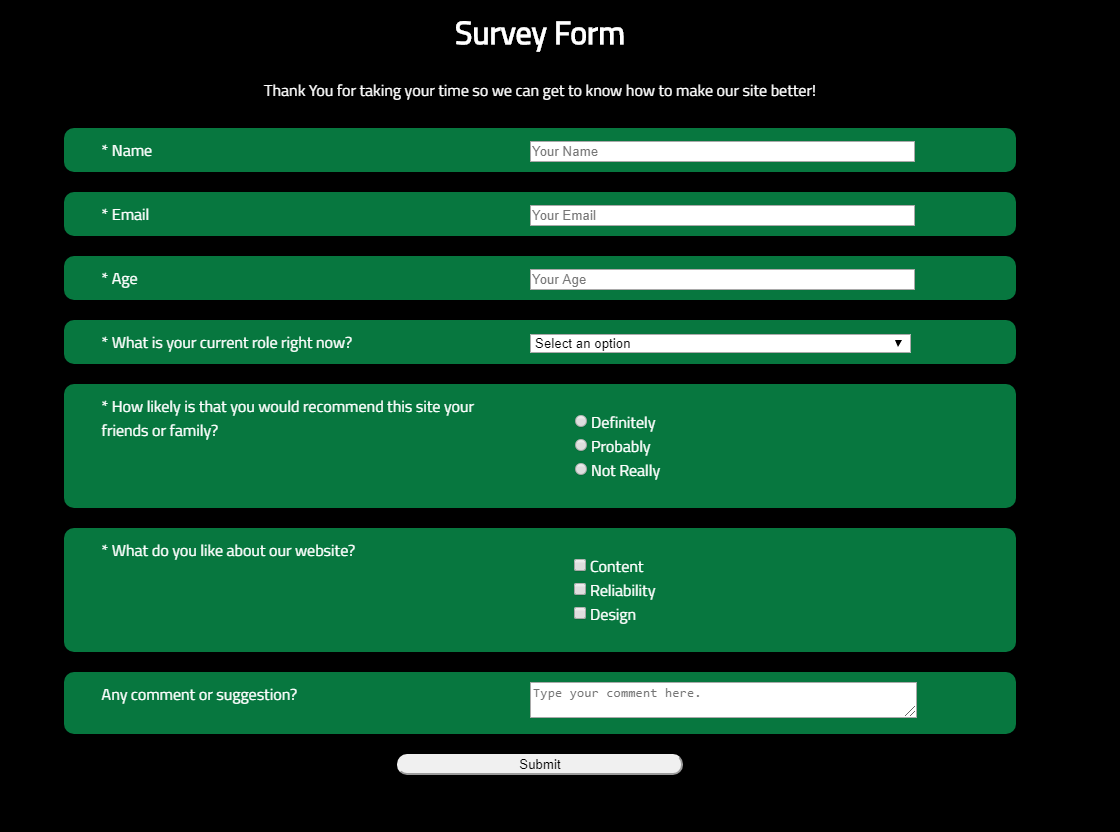 Survey Form
Thank You for taking your time so we can get to know how to make our site better!
* Name
Your Name
* Email
Your Email
* Age
Your Age
* What is your current role right now?
Select an option
* How likely is that you would recommend this site your
friends or family?
Definitely
Probably
Not Really
* What do you like about our website?
Content
Reliability
Design
Any comment or suggestion?
Type your comment here.
Submit